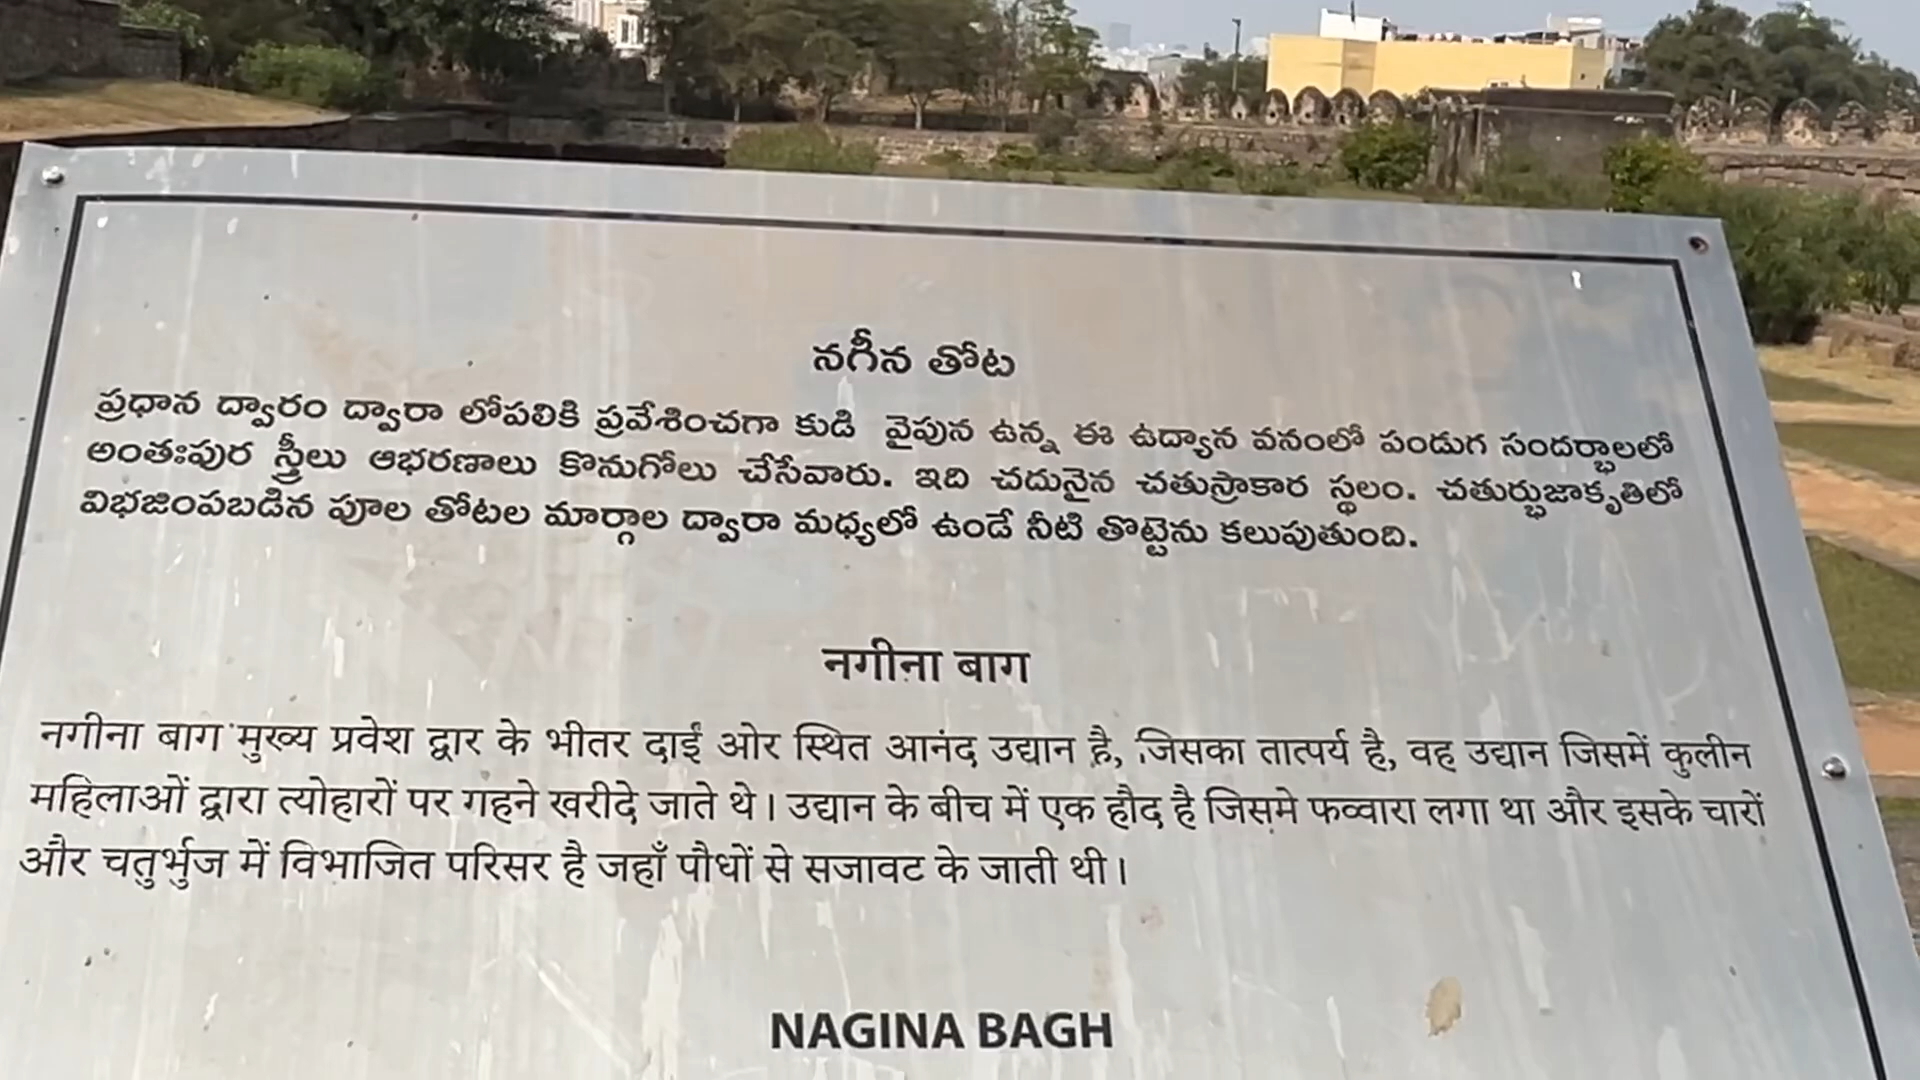 నగీన తోట
ప్రధాన ద్వారం ద్వారా లోపలికి ప్రవేశించగా కుడి వైపున ఉన్న ఈ ఉద్యాన వనంలో పండుగ సందర్భాలలో
అంతఃపుర స్త్రీలు ఆభరణాలు కొనుగోలు చేసేవారు. ఇది చదునైన చతుస్రాకార స్థలం. చతుర్భుజాకృతిలో
విభజింపబడిన పూల తోటల మార్గాల ద్వారా మధ్యలో ఉండే నీటి తొట్టెను కలుపుతుంది.
नगीना बाग
नगीना बाग मुख्य प्रवेश द्वार के भीतर दाईं ओर स्थित आनंद उद्यान है, जिसका तात्पर्य है, वह उद्यान जिसमें कुलीन
महिलाओं द्वारा त्योहारों पर गहने खरीदे जाते थे। उद्यान के बीच में एक हौद है जिसमे फव्वारा लगा था और इसके चारों
और चतुर्भुज में विभाजित परिसर है जहाँ पौधों से सजावट के जाती थी।
NAGINA BAGH